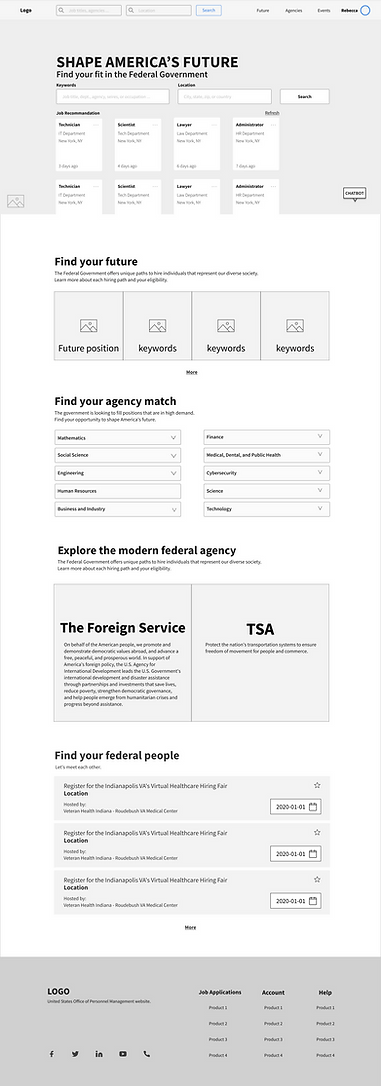 Logo
Job titles, agencies...
Location
Search
Future
Agencies
Events
Rebecca
SHAPE AMERICA'S FUTURE
Find your fit in the Federal Government
Keywords
Location
Job title, dept., agency, series, or occupation...
City, state, zip, or country
Search
Job Recommandation
Refresh
Technician
IT Department
New York, NY
3 days ago
Scientist
Tech Department
New York, NY
4 days ago
Lawyer
Law Department
New York, NY
6 days ago
Administrator
HR Department
New York, NY
7 days ago
Technician
IT Department
New York, NY
Scientist
Tech Department
New York, NY
Lawyer
Law Department
New York, NY
Administrator
HR Department
New York, NY
CHATBOT
Find your future
The Federal Government offers unique paths to hire individuals that represent our diverse society.
Learn more about each hiring path and your eligibility.
Future position
keywords
keywords
keywords
More
Find your agency match
The government is looking to fill positions that are in high demand.
Find your opportunity to shape America's future.
Mathematics
Finance
Social Science
Medical, Dental, and Public Health
Engineering
Cybersecurity
Human Resources
Science
Business and Industry
Technology
Explore the modern federal agency
The Federal Government offers unique paths to hire individuals that represent our diverse society.
Learn more about each hiring path and your eligibility.
The Foreign Service
On behalf of the American people, we promote and
demonstrate democratic values abroad, and advance a
free, peaceful, and prosperous world. In support of
America's foreign policy, the U.S. Agency for
International Development leads the U.S. Government's
international development and disaster assistance
through partnerships and investments that save lives,
reduce poverty, strengthen democratic governance,
and help people emerge from humanitarian crises and
progress beyond assistance.
TSA
Protect the nation's transportation systems to ensure
freedom of movement for people and commerce.
Find your federal people
Let's meet each other.
Register for the Indianapolis VA's Virtual Healthcare Hiring Fair
Location
Hosted by:
Veteran Health Indiana - Roudebush VA Medical Center
2020-01-01
Register for the Indianapolis VA's Virtual Healthcare Hiring Fair
Location
Hosted by:
Veteran Health Indiana - Roudebush VA Medical Center
2020-01-01
Register for the Indianapolis VA's Virtual Healthcare Hiring Fair
Location
Hosted by:
Veteran Health Indiana - Roudebush VA Medical Center
2020-01-01
More
LOGO
United States Office of Personnel Management website.
Job Applications
Product 1
Product 2
Product 3
Product 4
Account
Product 1
Product 2
Product 3
Product 4
Help
Product 1
Product 2
Product 3
Product 4